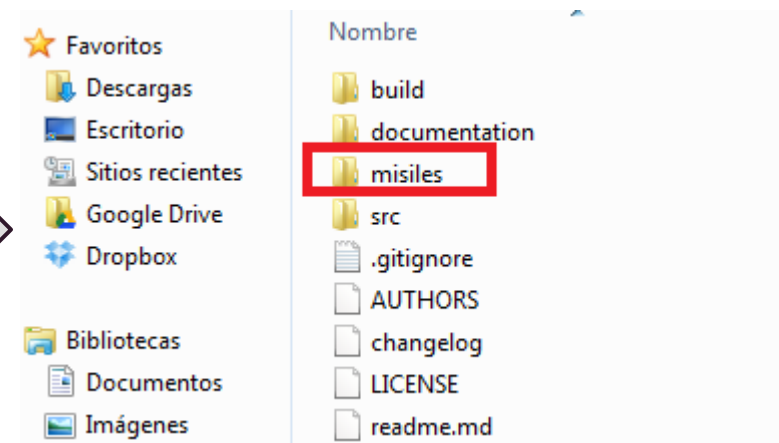 Favoritos
Descargas
Escritorio
Sitios recientes
Google Drive
Dropbox
Bibliotecas
Documentos
Imágenes
Nombre
build
documentation
misiles
src
.gitignore
AUTHORS
changelog
LICENSE
readme.md